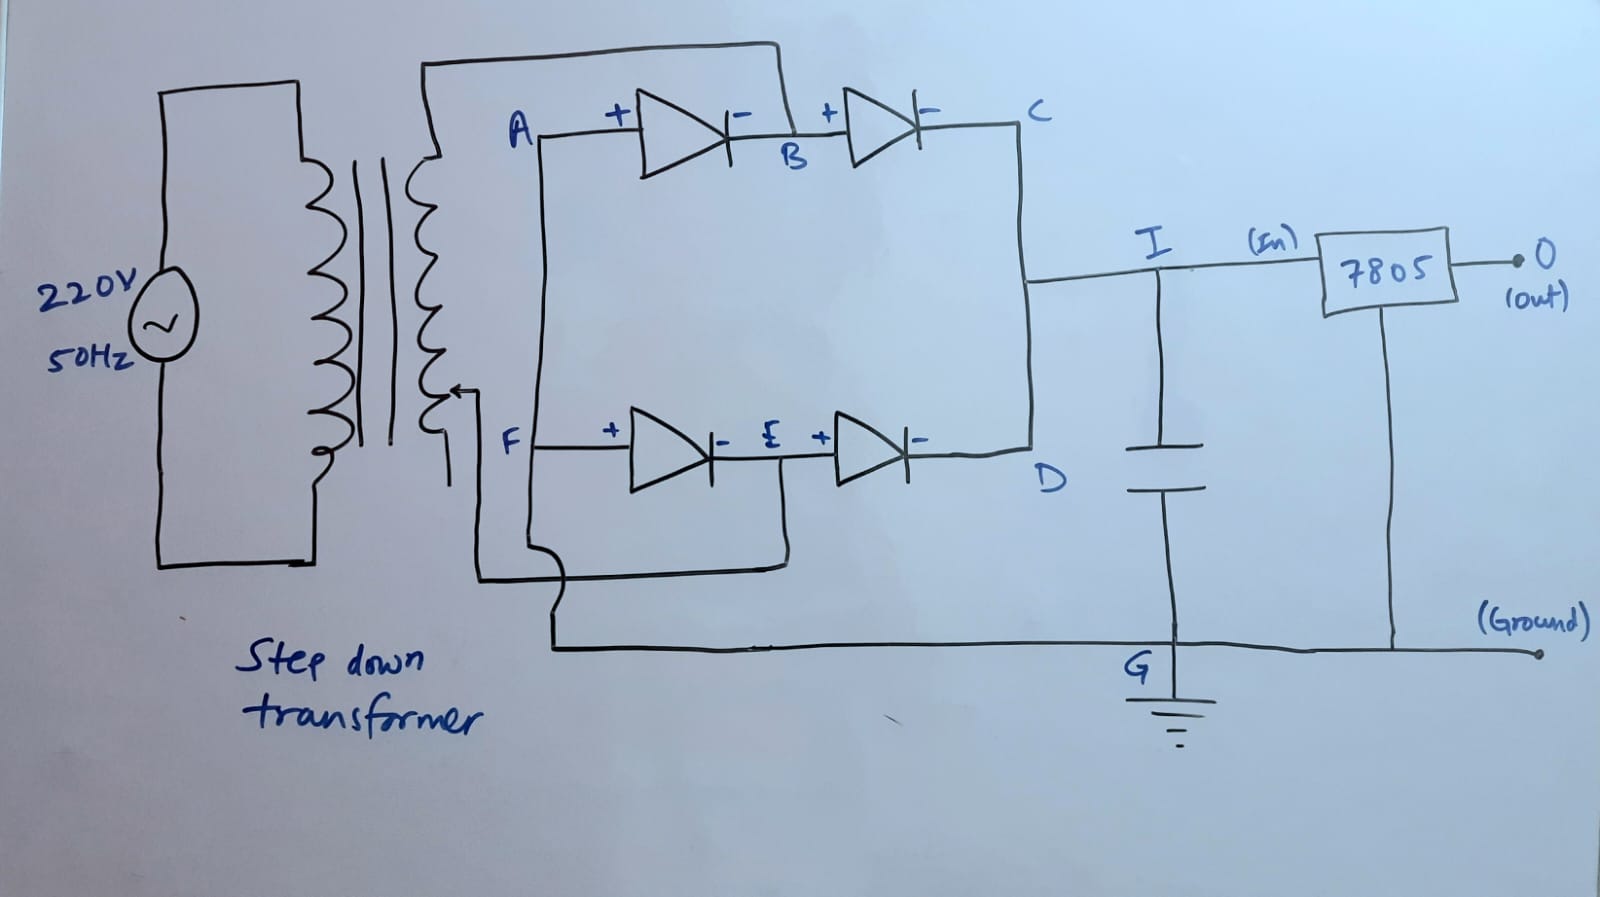 A
+
-
B
+
-
C
220V
50Hz
I
(In)
7805
O
(out)
F
+
-
E
+
-
D
(Ground)
G
Step down
transformer